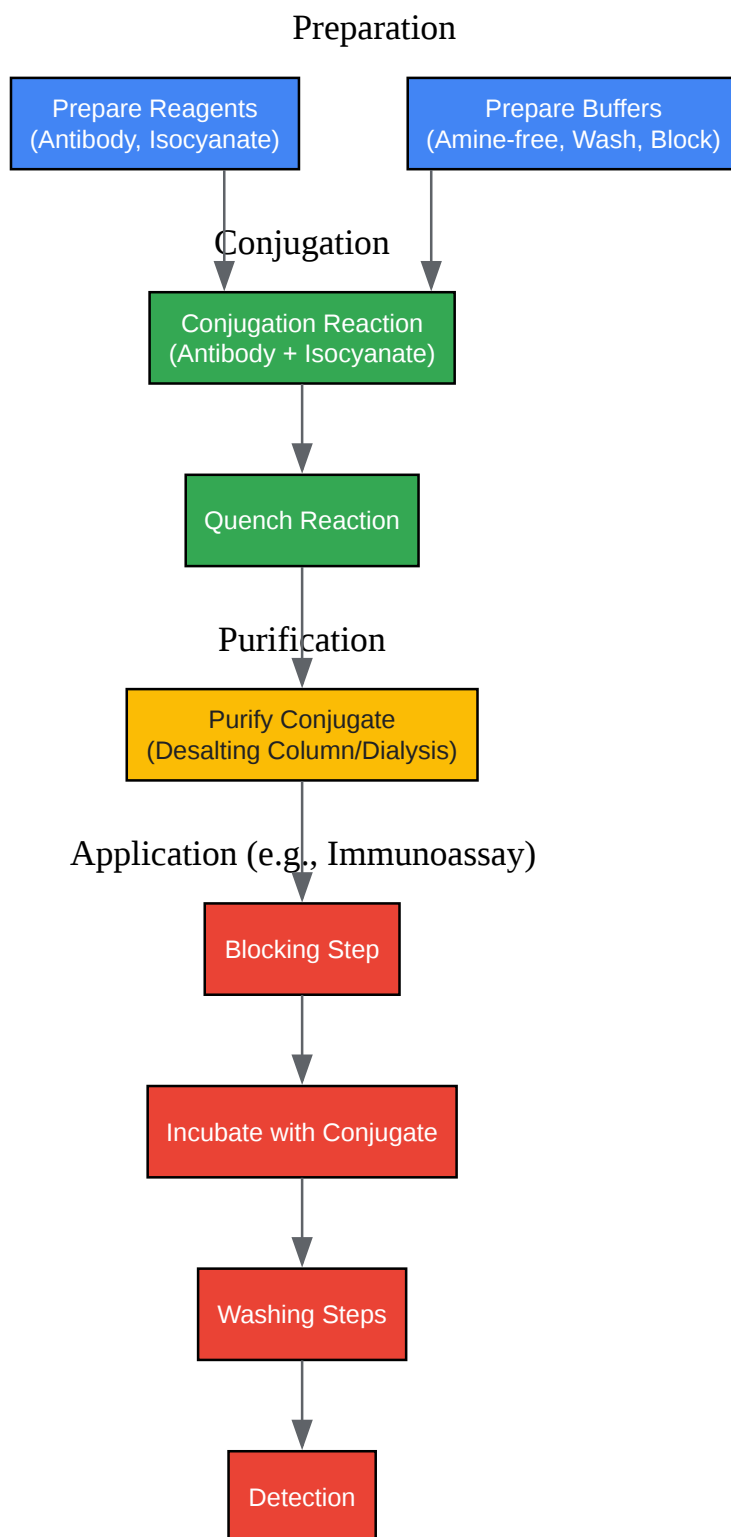 Preparation
Prepare Reagents
(Antibody, Isocyanate)
Prepare Buffers
(Amine-free, Wash, Block)
Conjugation
Conjugation Reaction
(Antibody + Isocyanate)
Quench Reaction
Purification
Purify Conjugate
(Desalting Column/Dialysis)
Application (e.g., Immunoassay)
Blocking Step
Incubate with Conjugate
Washing Steps
Detection